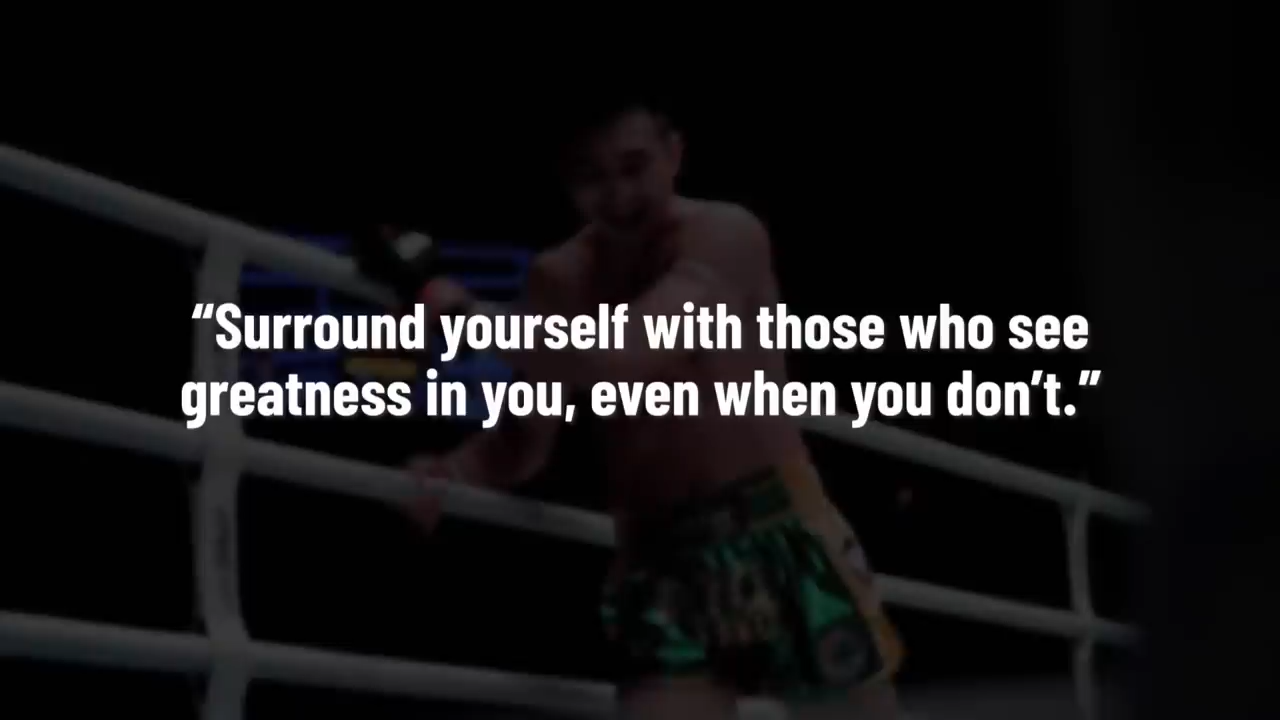 “Surround yourself with those who see
greatness in you, even when you don’t.”